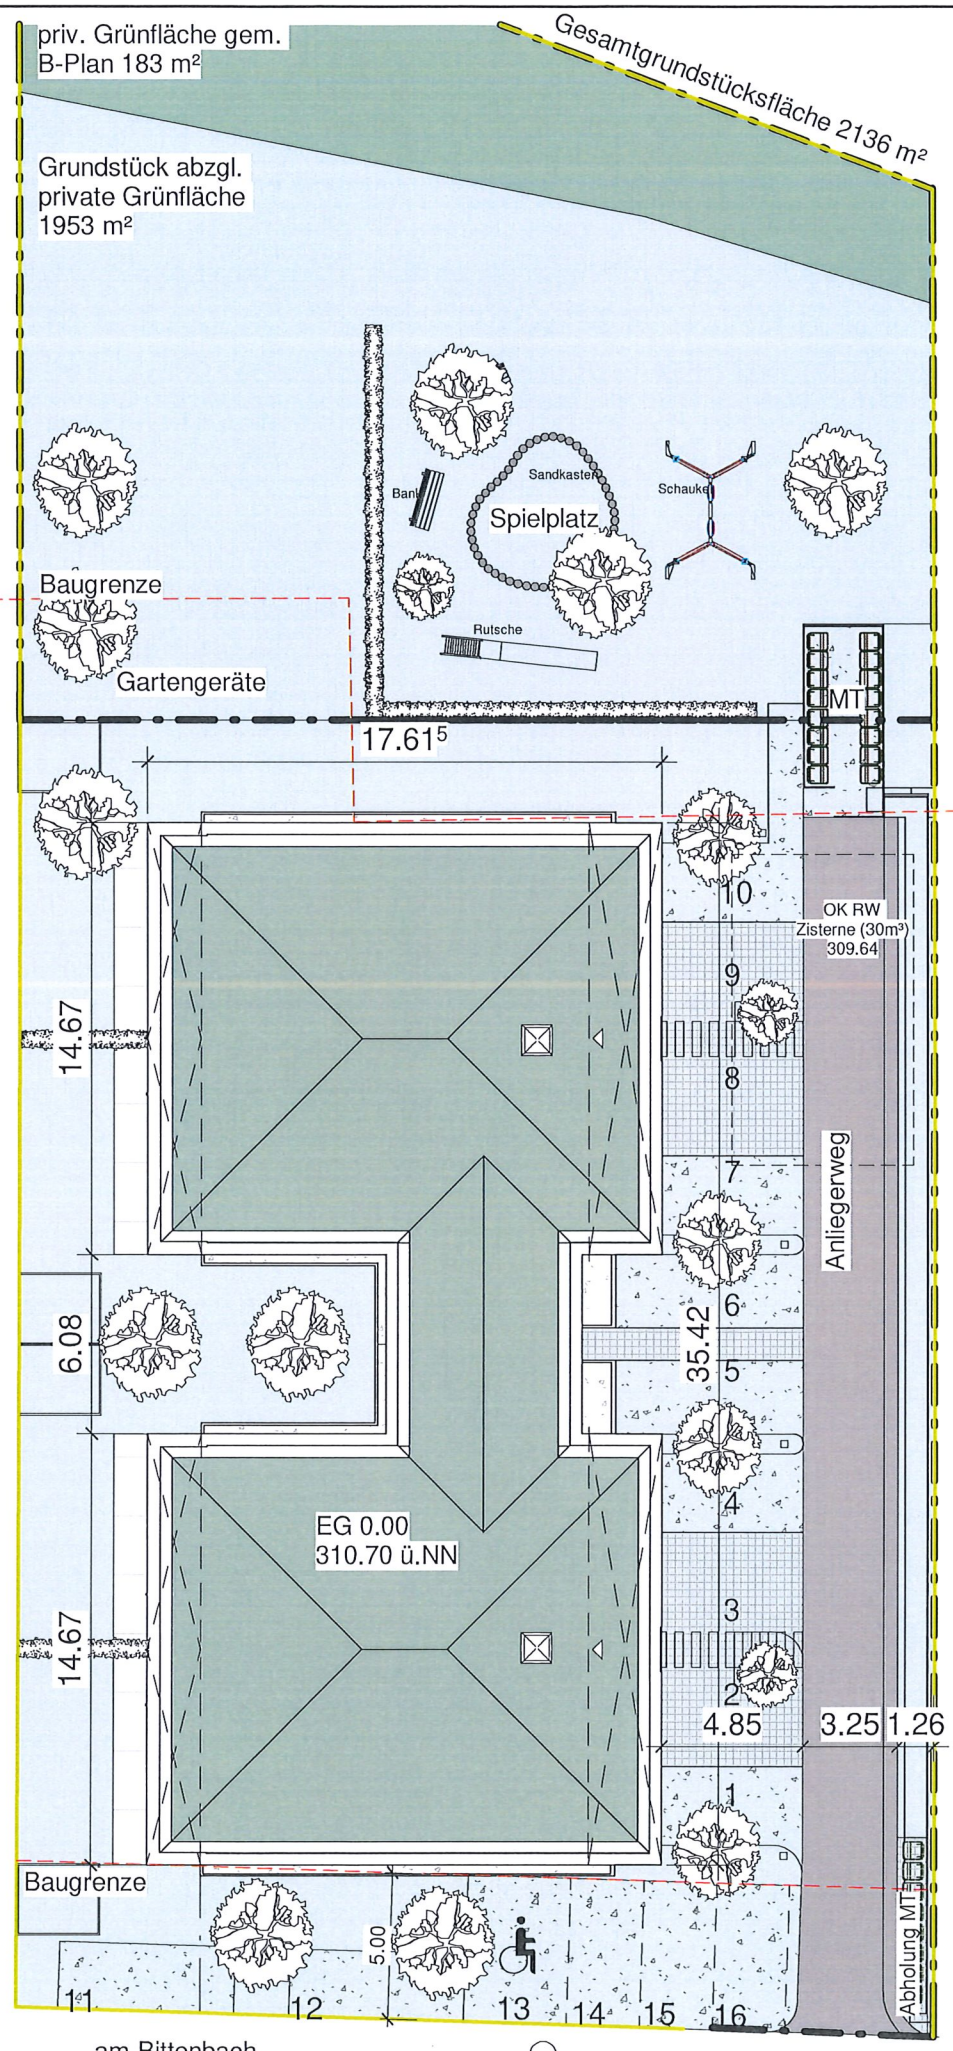 priv. Grünfläche gem.
B-Plan 183 m²
Gesamtgrundstücksfläche 2136 m²
Grundstück abzgl.
private Grünfläche
1953 m²
Sandkasten
Bank
Schaukel
Spielplatz
Baugrenze
Rutsche
Gartengeräte
MT
17.61⁵
10
OK RW
Zisterne (30m³)
309.64
9
14.67
8
7
Anliegerweg
6
6.08
35.42
5
4
EG 0.00
310.70 ü.NN
3
14.67
2
4.85
3.25
1.26
1
Baugrenze
Abholung MT
5.00
11
12
13
14
15
16
am Bittenbach